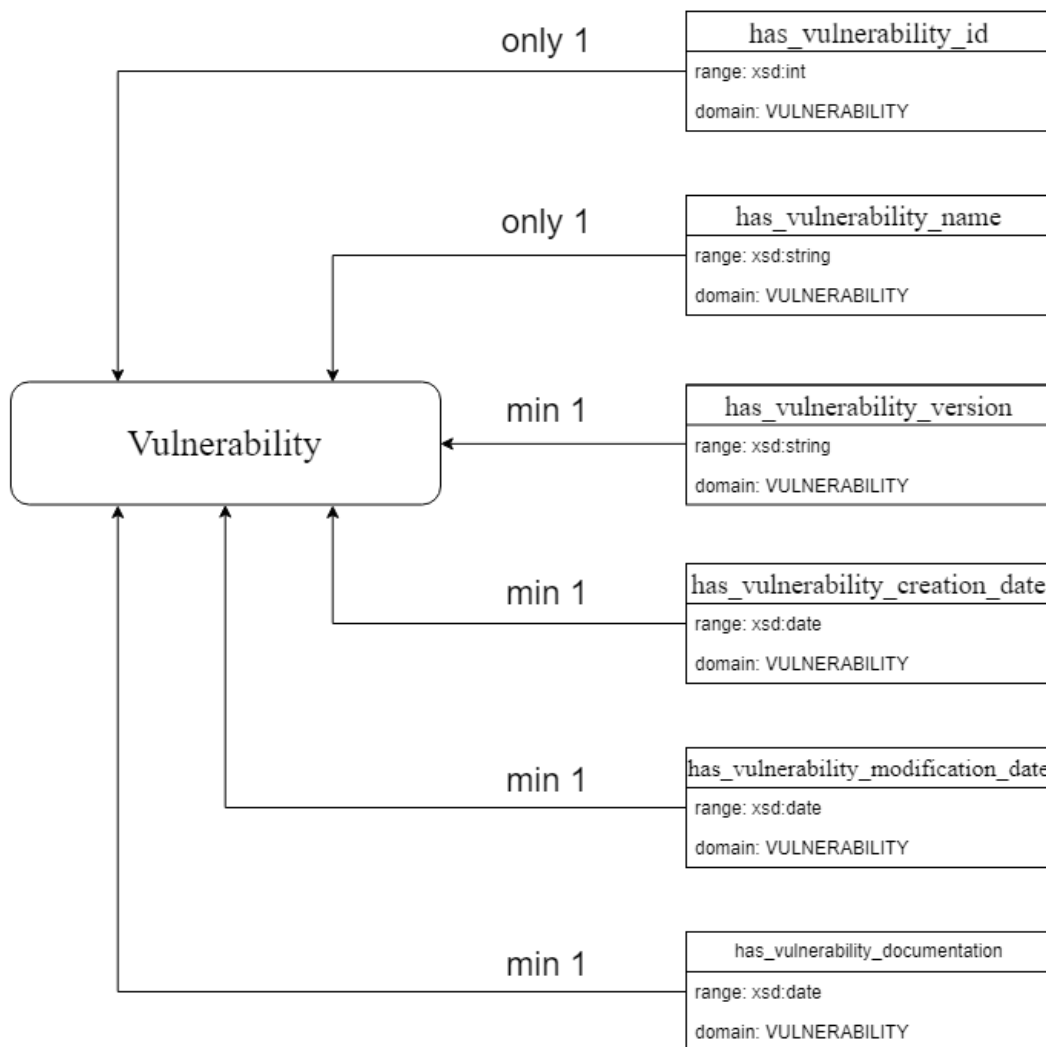 only 1
has_vulnerability_id
range: xsd:int
domain: VULNERABILITY
only 1
has_vulnerability_name
range: xsd:string
domain: VULNERABILITY
Vulnerability
min 1
has_vulnerability_version
range: xsd:string
domain: VULNERABILITY
min 1
has_vulnerability_creation_date
range: xsd:date
domain: VULNERABILITY
min 1
has_vulnerability_modification_date
range: xsd:date
domain: VULNERABILITY
min 1
has_vulnerability_documentation
range: xsd:date
domain: VULNERABILITY